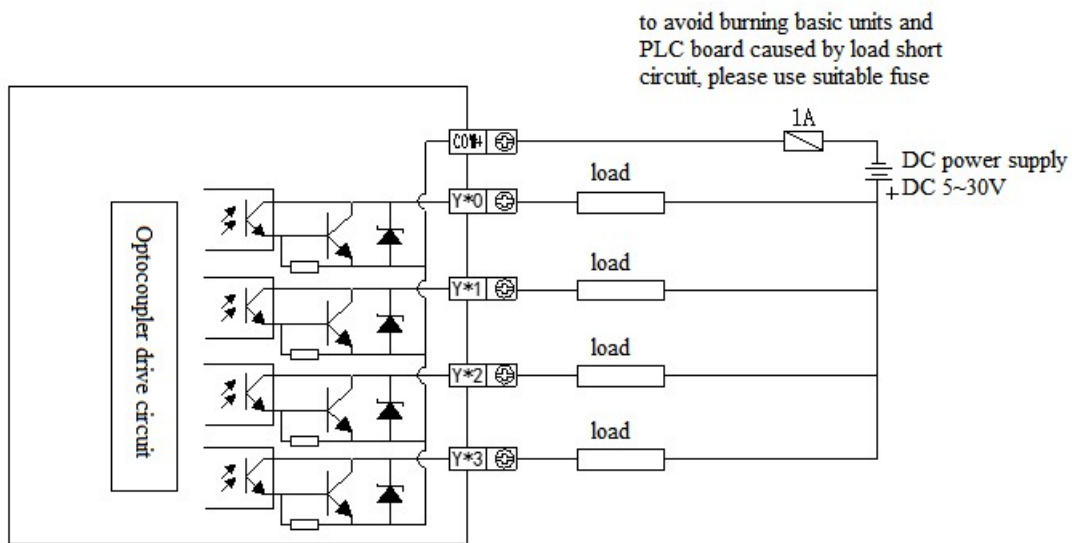 to avoid burning basic units and
PLC board caused by load short
circuit, please use suitable fuse
1A
COM+
DC power supply
+ DC 5~30V
load
Y*0
load
Y*1
load
Y*2
load
Y*3
Optocoupler drive circuit